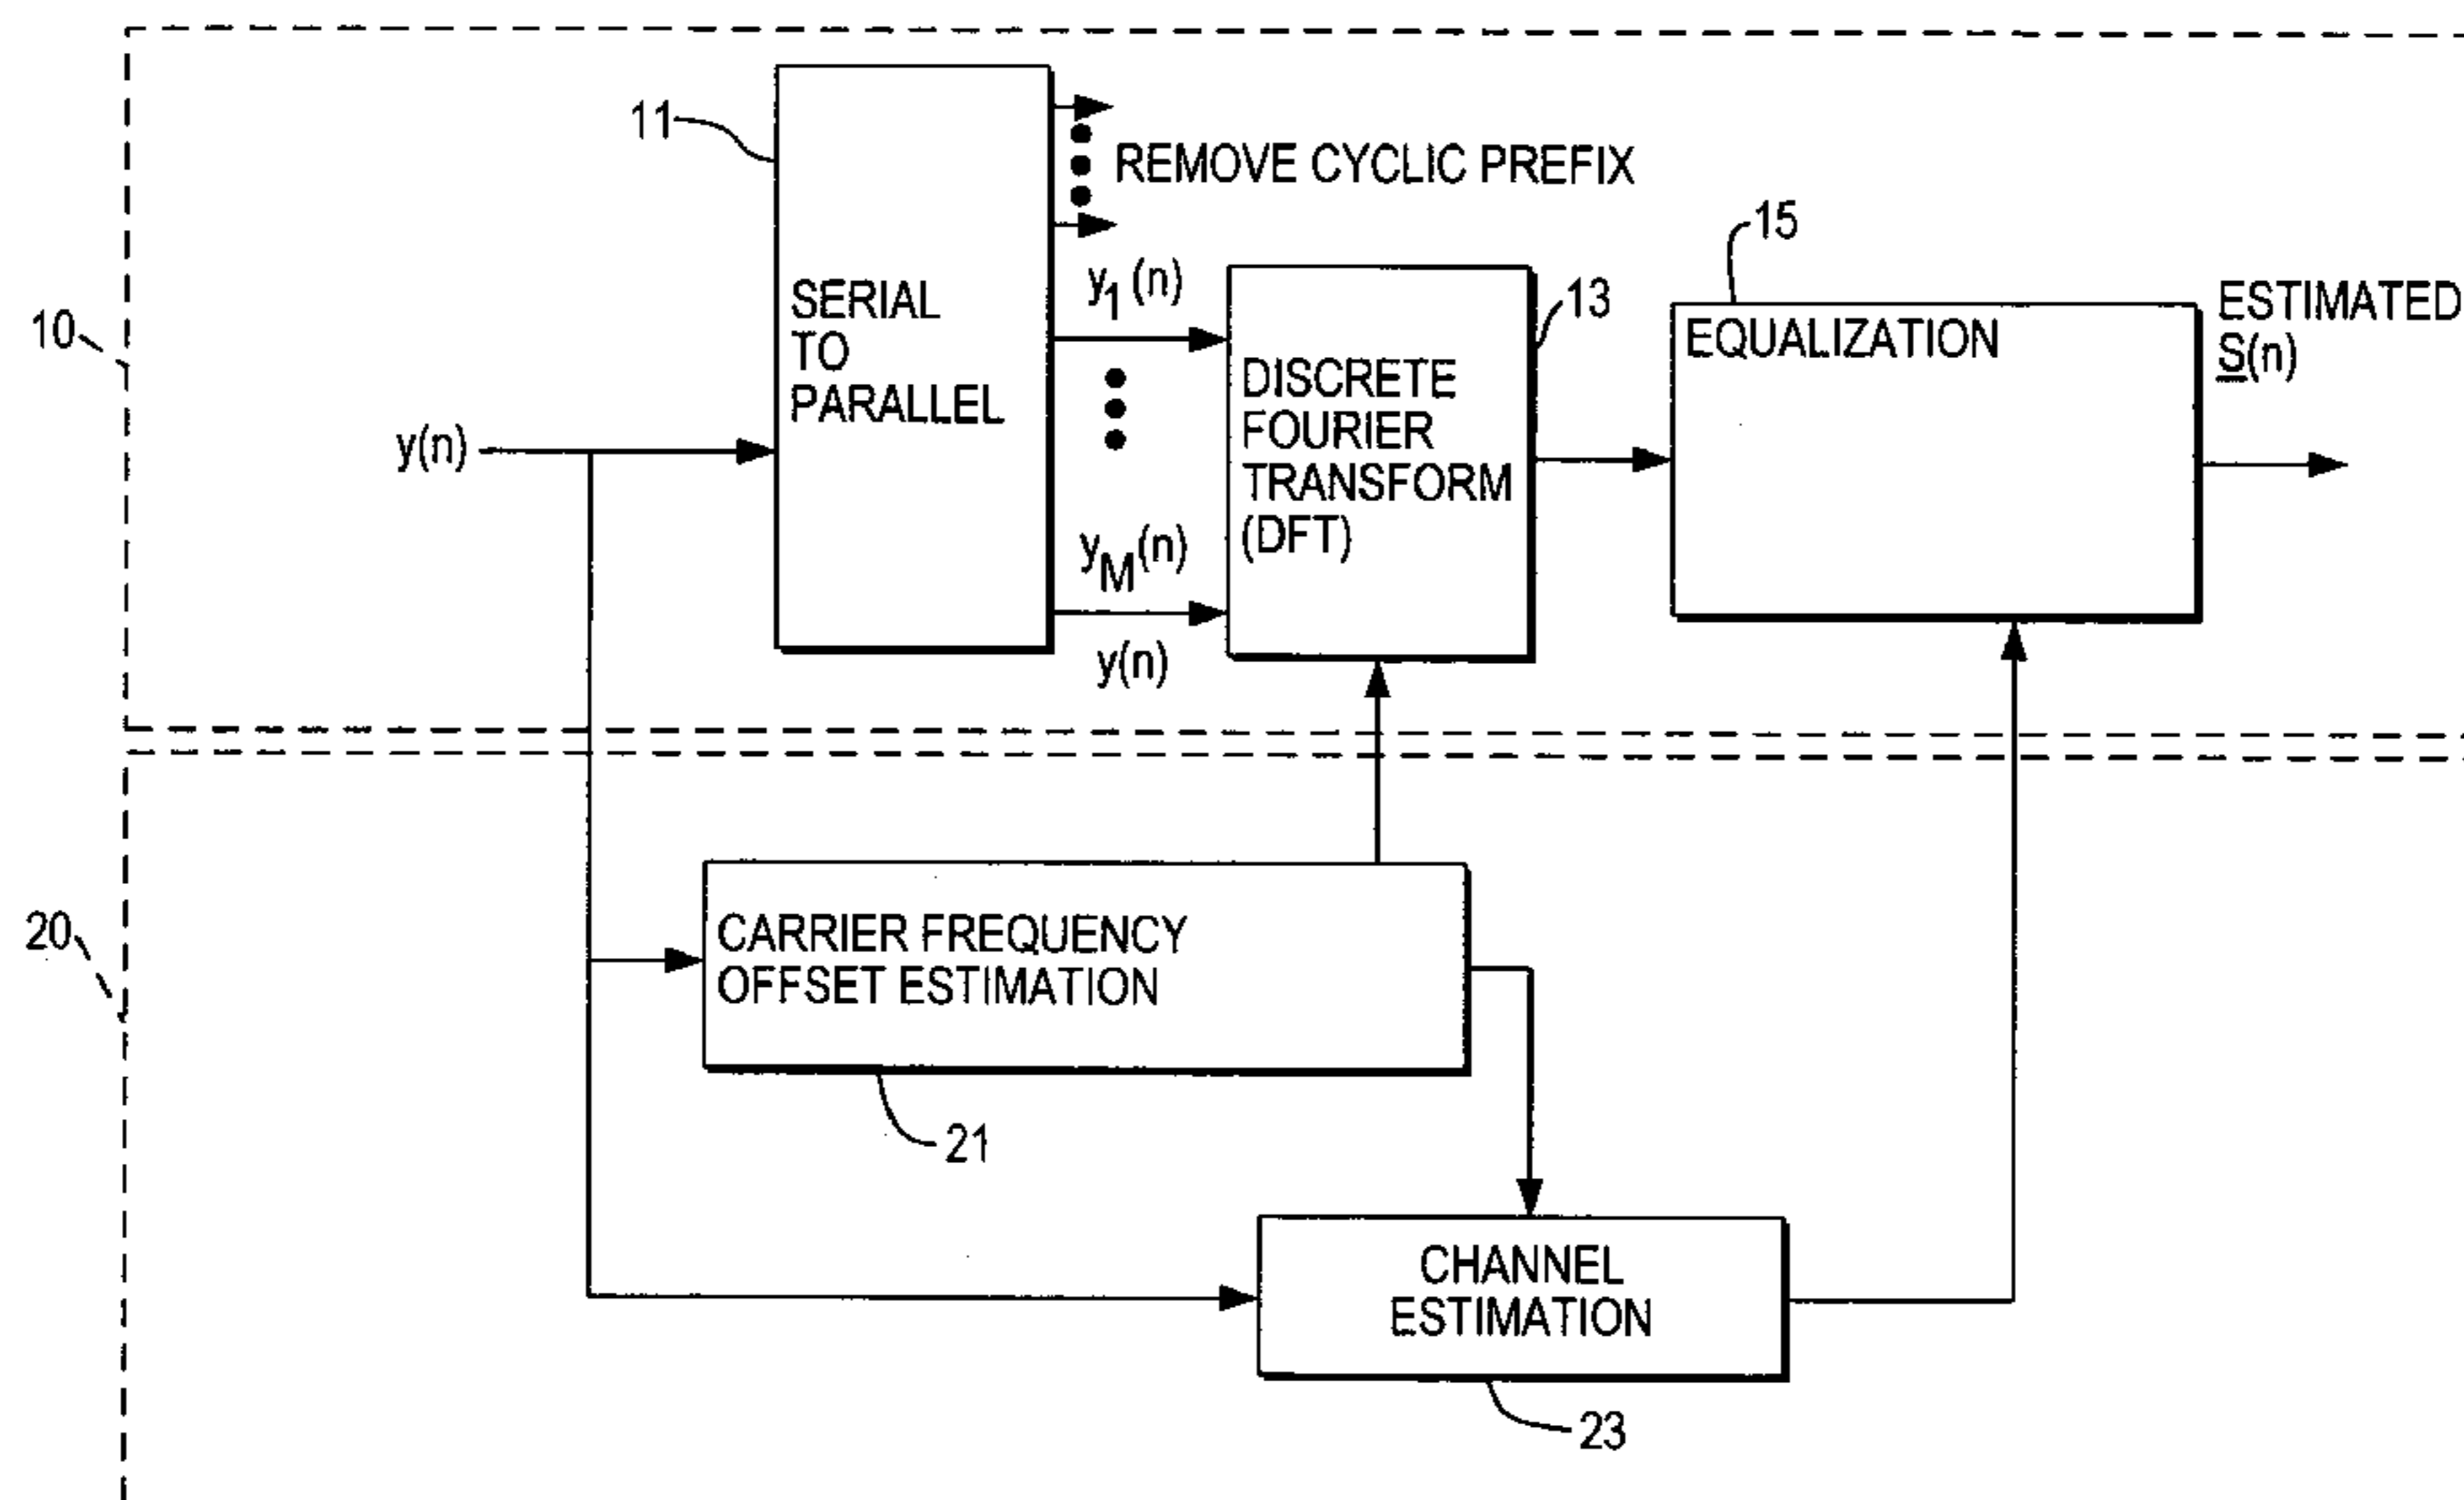 11
REMOVE CYCLIC PREFIX
15
y1(n)
13
10
SERIAL
TO
PARALLEL
ESTIMATED
S(n)
EQUALIZATION
DISCRETE
FOURIER
TRANSFORM
(DFT)
y(n)
yM(n)
y(n)
20
CARRIER FREQUENCY
OFFSET ESTIMATION
21
CHANNEL
ESTIMATION
23